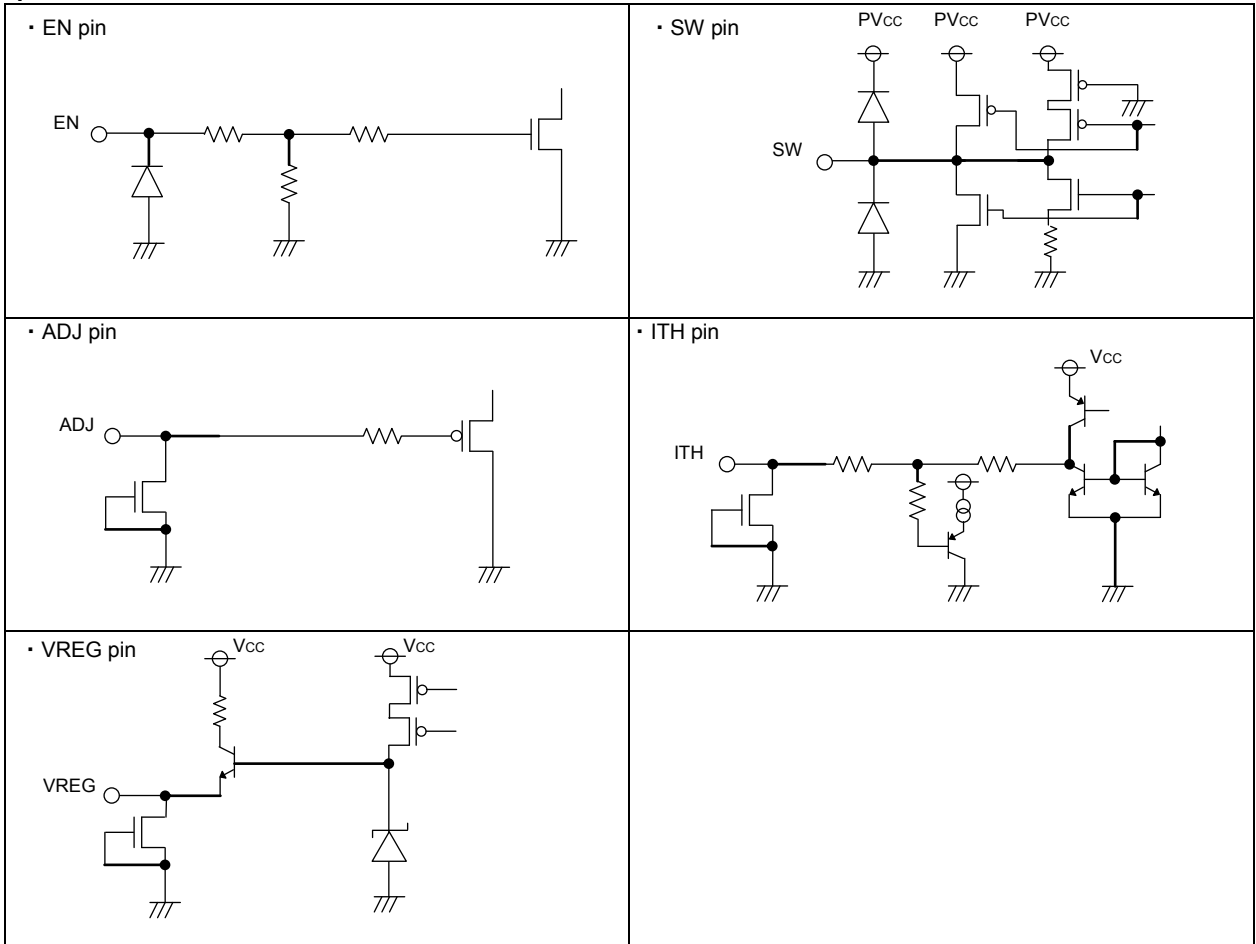 ・EN pin
EN
・SW pin
PVCC PVCC PVCC
SW
・ADJ pin
ADJ
・ITH pin
VCC
ITH
・VREG pin
VCC VCC
VREG